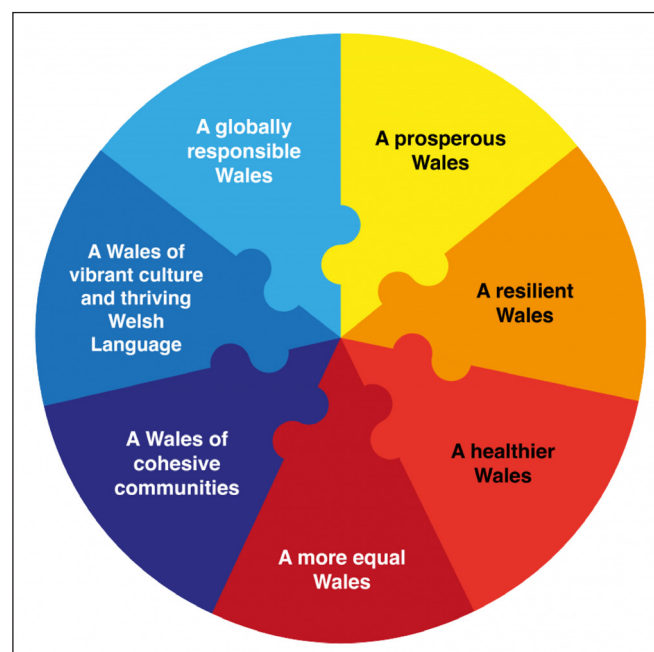 A prosperous
Wales
A resilient
Wales
A healthier
Wales
A more equal
Wales
A Wales of
cohesive
communities
A Wales of
vibrant culture
and thriving
Welsh
Language
A globally
responsible
Wales